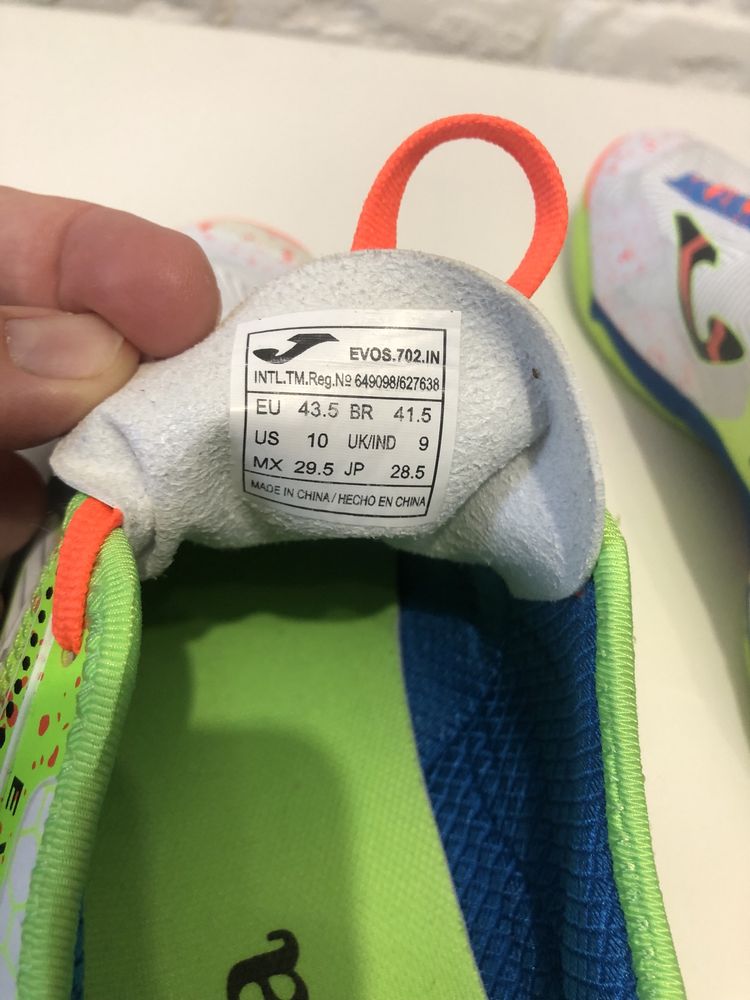 EVOS.702.IN
INTL.TM.Reg.Nº 649098/627638
EU 43.5 BR 41.5
US 10 UK/IND 9
MX 29.5 JP 28.5
MADE IN CHINA / HECHO EN CHINA